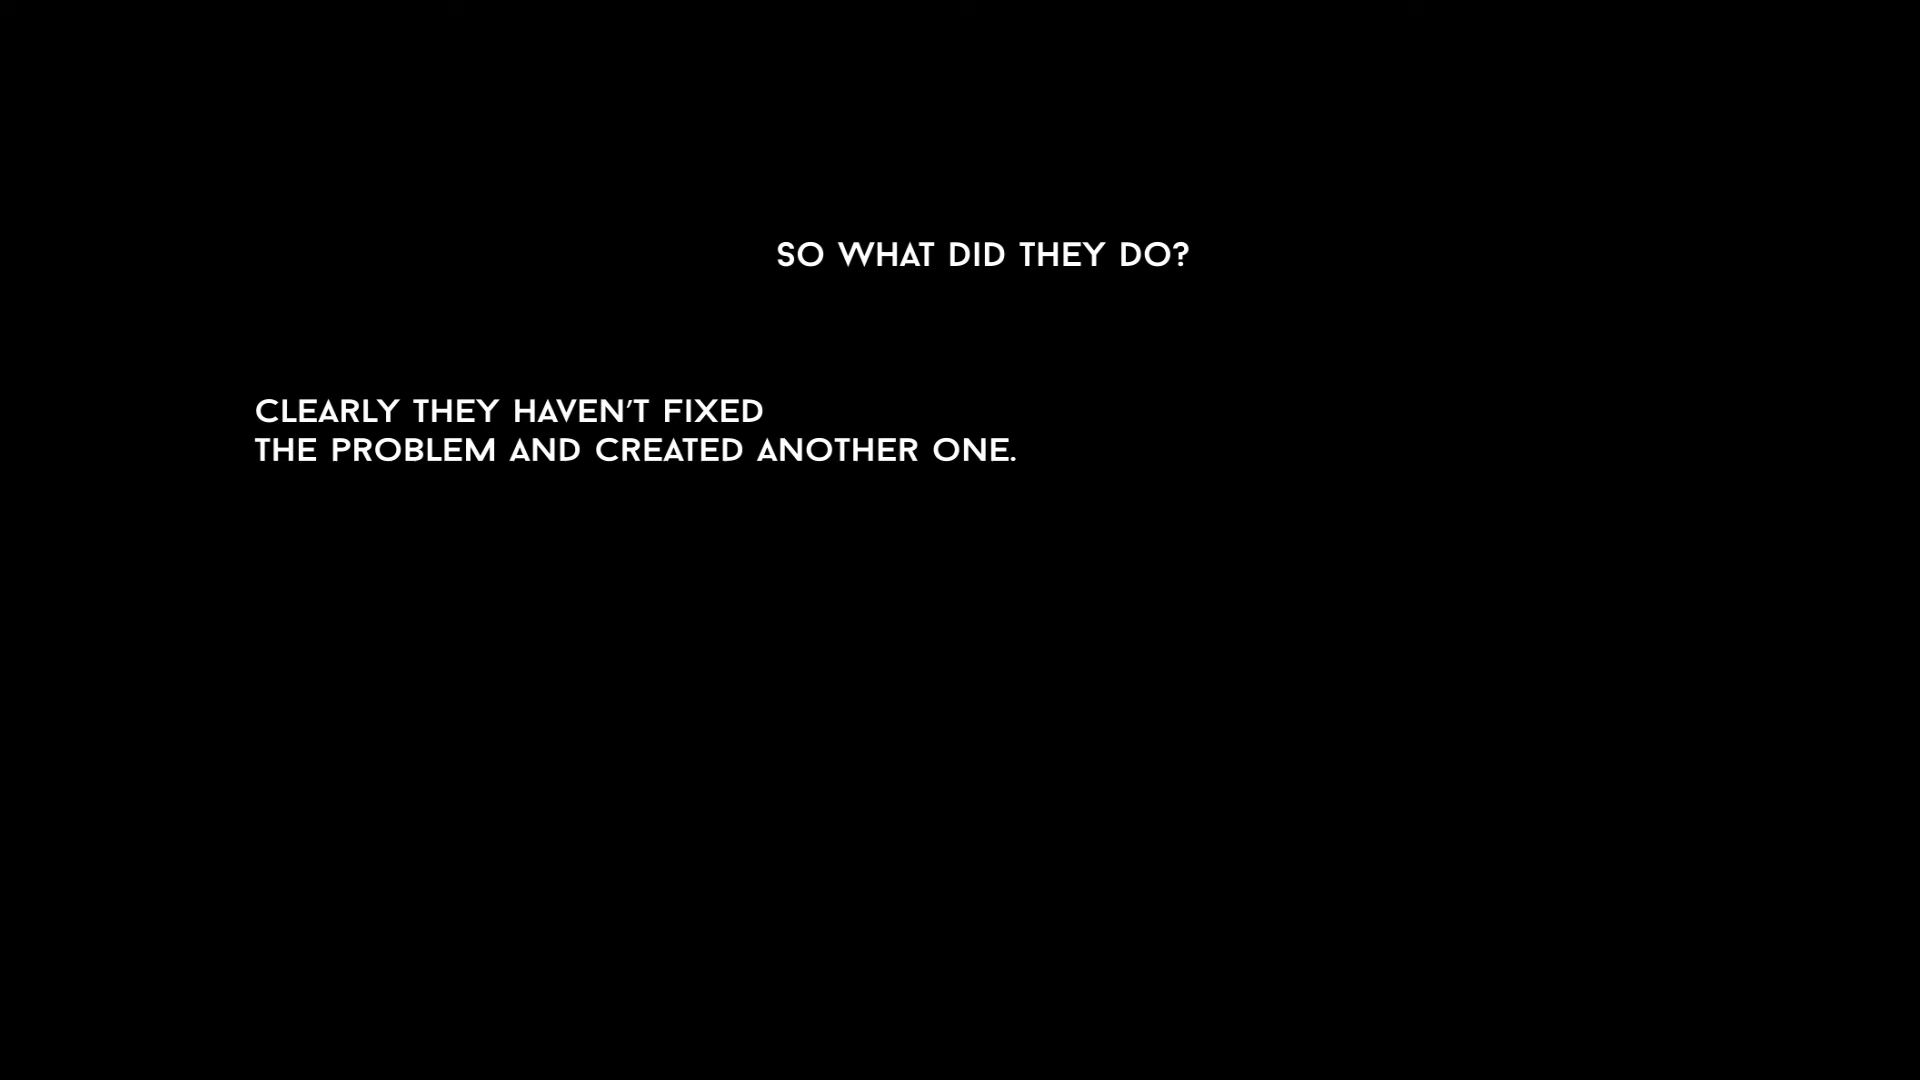 SO WHAT DID THEY DO?
CLEARLY THEY HAVEN'T FIXED
THE PROBLEM AND CREATED ANOTHER ONE.